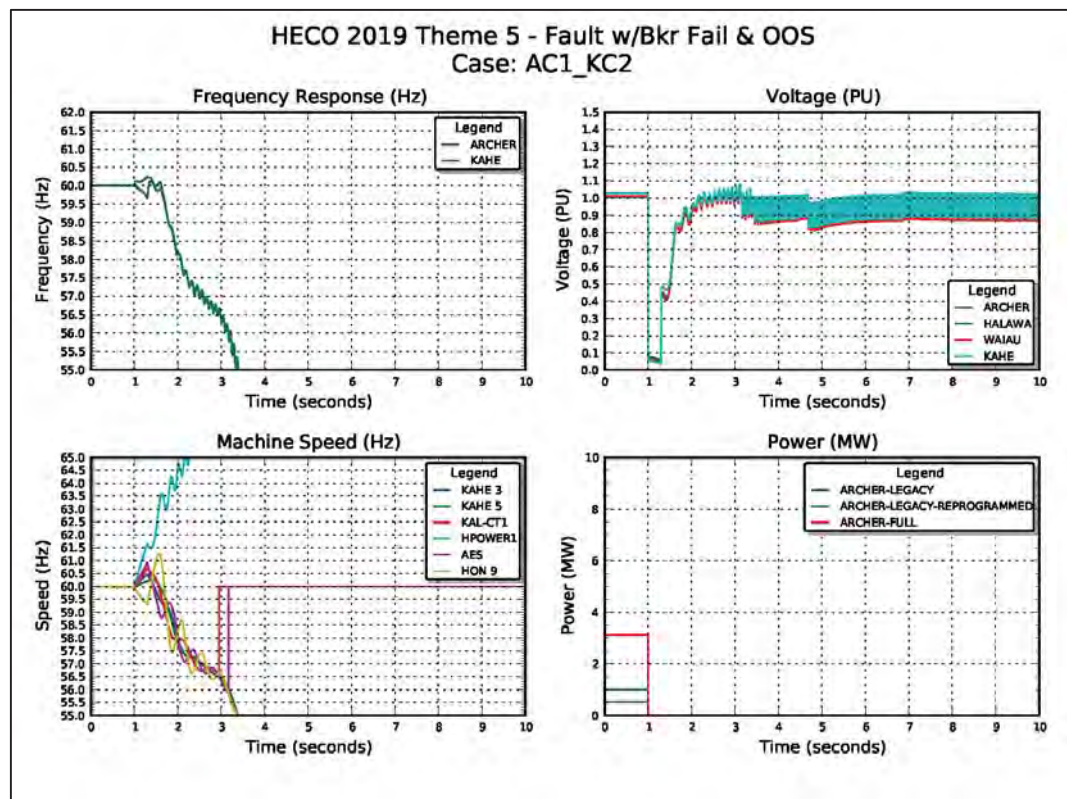 HECO 2019 Theme 5 - Fault w/Bkr Fail & OOS
Case: AC1_KC2
Frequency Response (Hz)
62.0
61.5
61.0
60.5
60.0
59.5
59.0
58.5
58.0
57.5
57.0
56.5
56.0
55.5
55.0
Frequency (Hz)
Legend
ARCHER
KAHE
0 1 2 3 4 5 6 7 8 9 10
Time (seconds)
Voltage (PU)
1.5
1.4
1.3
1.2
1.1
1.0
0.9
0.8
0.7
0.6
0.5
0.4
0.3
0.2
0.1
0.0
Voltage (PU)
Legend
ARCHER
HALAWA
WAIAU
KAHE
0 1 2 3 4 5 6 7 8 9 10
Time (seconds)
Machine Speed (Hz)
65.0
64.5
64.0
63.5
63.0
62.5
62.0
61.5
61.0
60.5
60.0
59.5
59.0
58.5
58.0
57.5
57.0
56.5
56.0
55.5
55.0
Speed (Hz)
Legend
KAHE 3
KAHE 5
KAL-CT1
HPOWER1
AES
HON 9
0 1 2 3 4 5 6 7 8 9 10
Time (seconds)
Power (MW)
10
8
6
4
2
0
Power (MW)
Legend
ARCHER-LEGACY
ARCHER-LEGACY-REPROGRAMMED
ARCHER-FULL
0 1 2 3 4 5 6 7 8 9 10
Time (seconds)